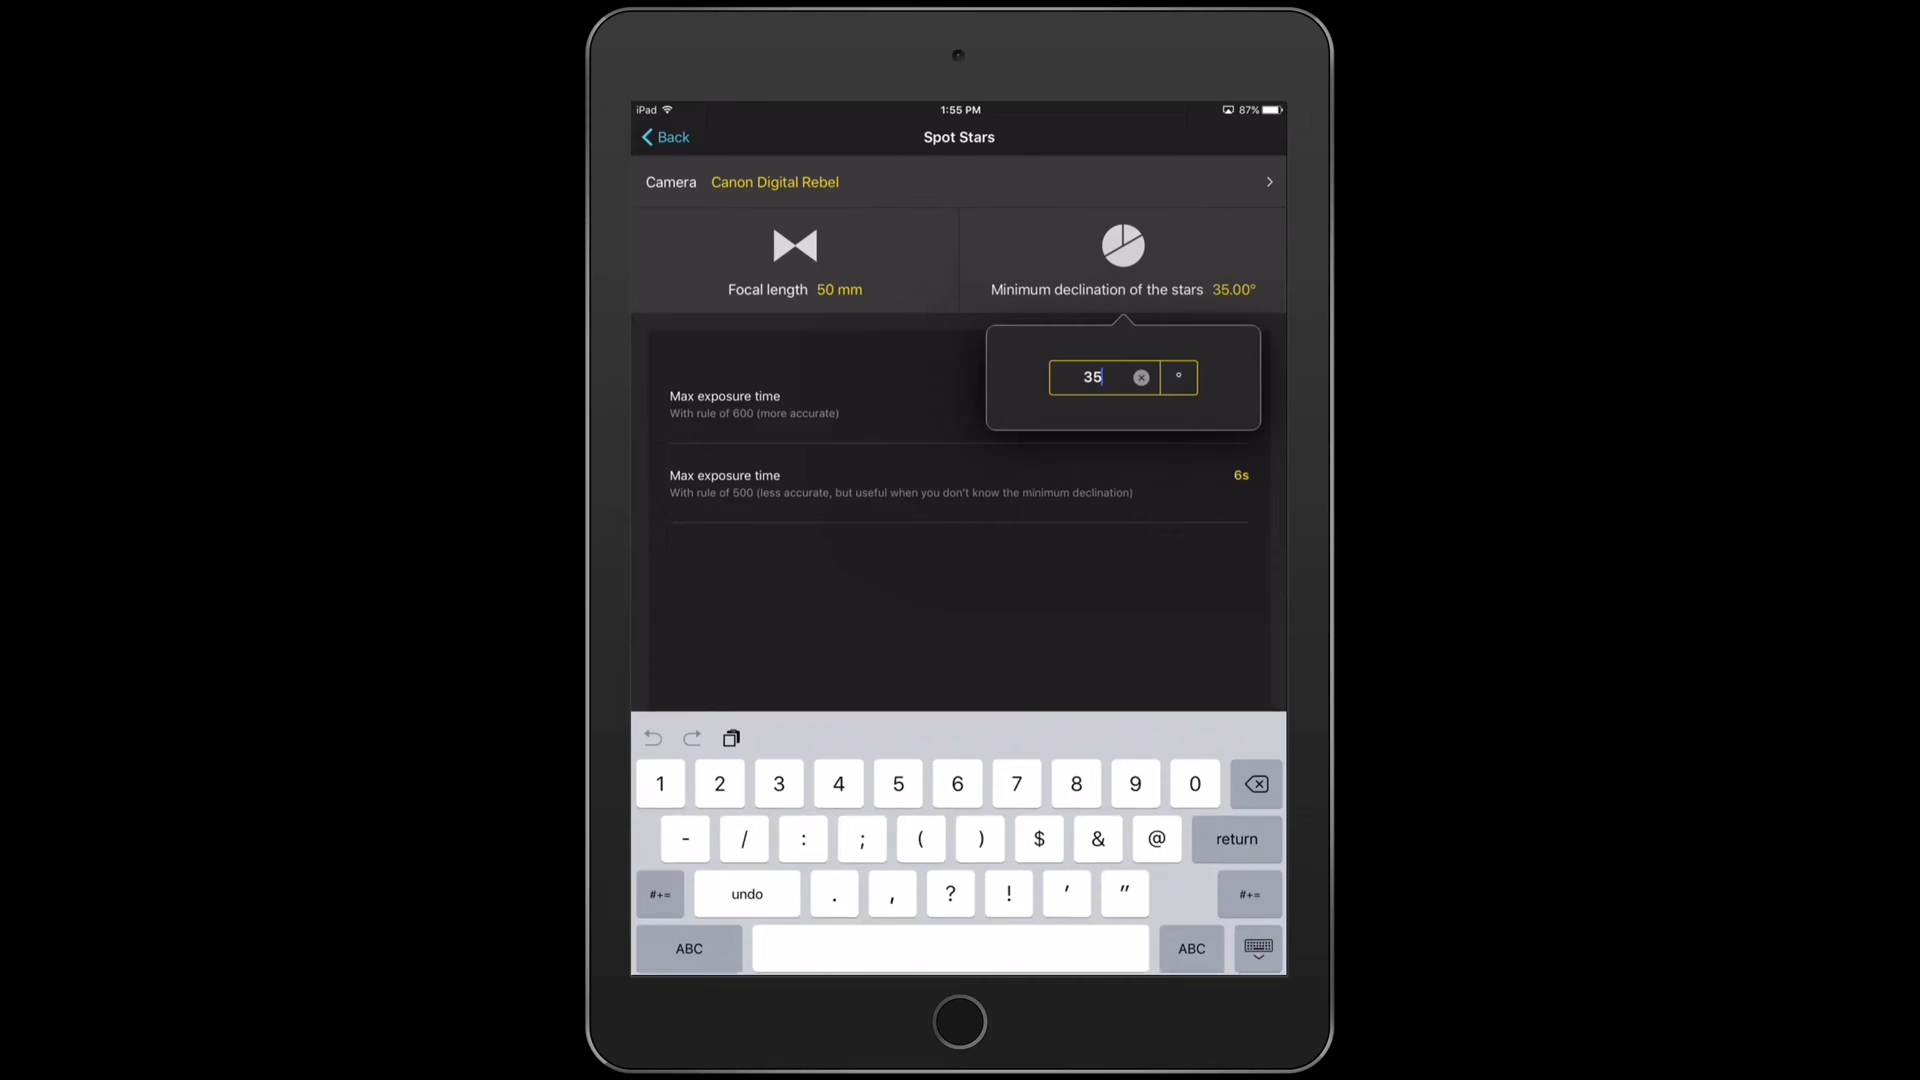 iPad 1:55 PM 87%
Back Spot Stars
Camera Canon Digital Rebel
Focal length 50 mm
Minimum declination of the stars 35.00°
35 °
Max exposure time
With rule of 600 (more accurate)
Max exposure time 6s
With rule of 500 (less accurate, but useful when you don't know the minimum declination)
1 2 3 4 5 6 7 8 9 0
- / : ; ( ) $ & @ return
#+= undo . , ? ! ' " #+=
ABC ABC